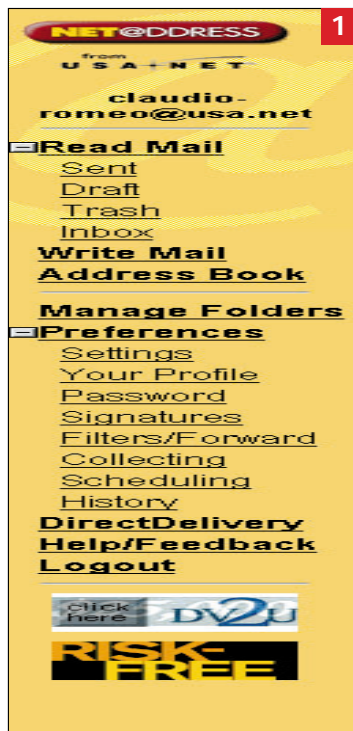 NET@DDRESS
1
from
USA.NET
claudio-
romeo@usa.net
Read Mail
Sent
Draft
Trash
Inbox
Write Mail
Address Book
Manage Folders
Preferences
Settings
Your Profile
Password
Signatures
Filters/Forward
Collecting
Scheduling
History
DirectDelivery
Help/Feedback
Logout
click
here DV2U
RISK-
FREE